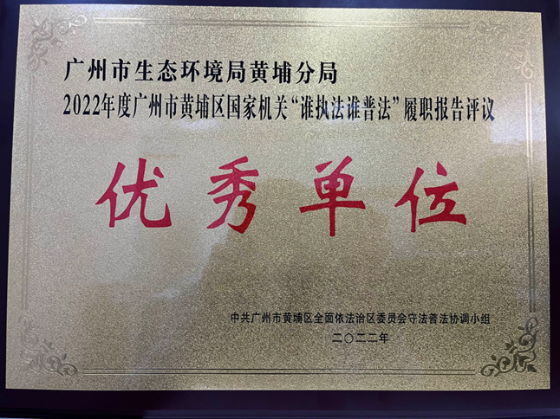 广州市生态环境局黄埔分局
2022年度广州市黄埔区国家机关“谁执法谁普法”履职报告评议
优秀单位
中共广州市黄埔区全面依法治区委员会守法普法协调小组
二〇二二年